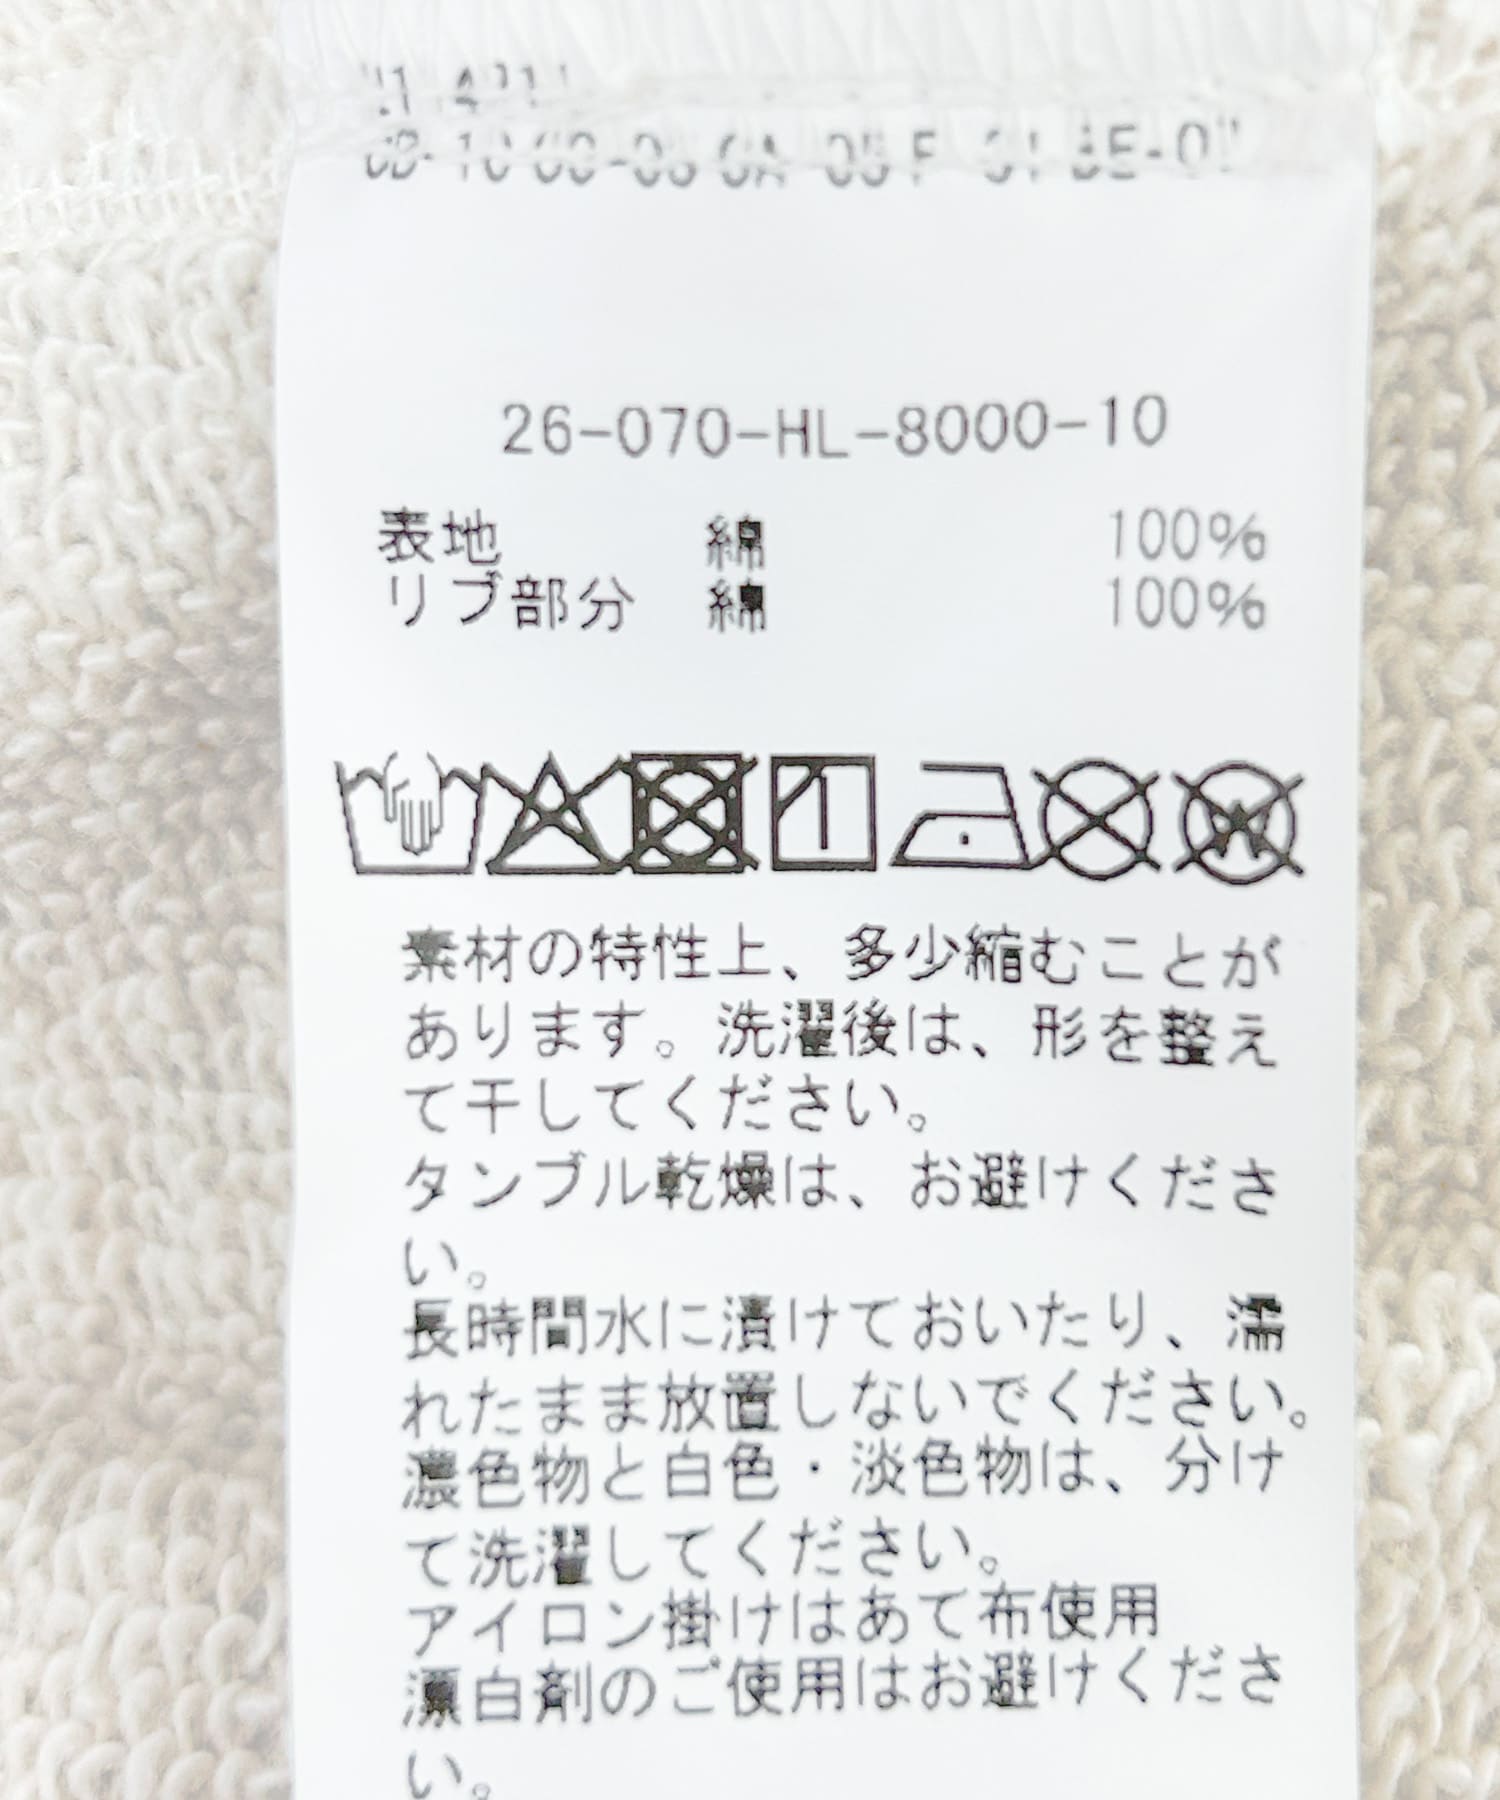 26-070-HL-8000-10
表地 綿 100%
リブ部分 綿 100%
素材の特性上、多少縮むことが
あります。洗濯後は、形を整え
て干してください。
タンブル乾燥は、お避けくださ
い。
長時間水に漬けておいたり、濡
れたまま放置しないでください。
濃色物と白色・淡色物は、分け
て洗濯してください。
アイロン掛けはあて布使用
漂白剤のご使用はお避けくださ
い。